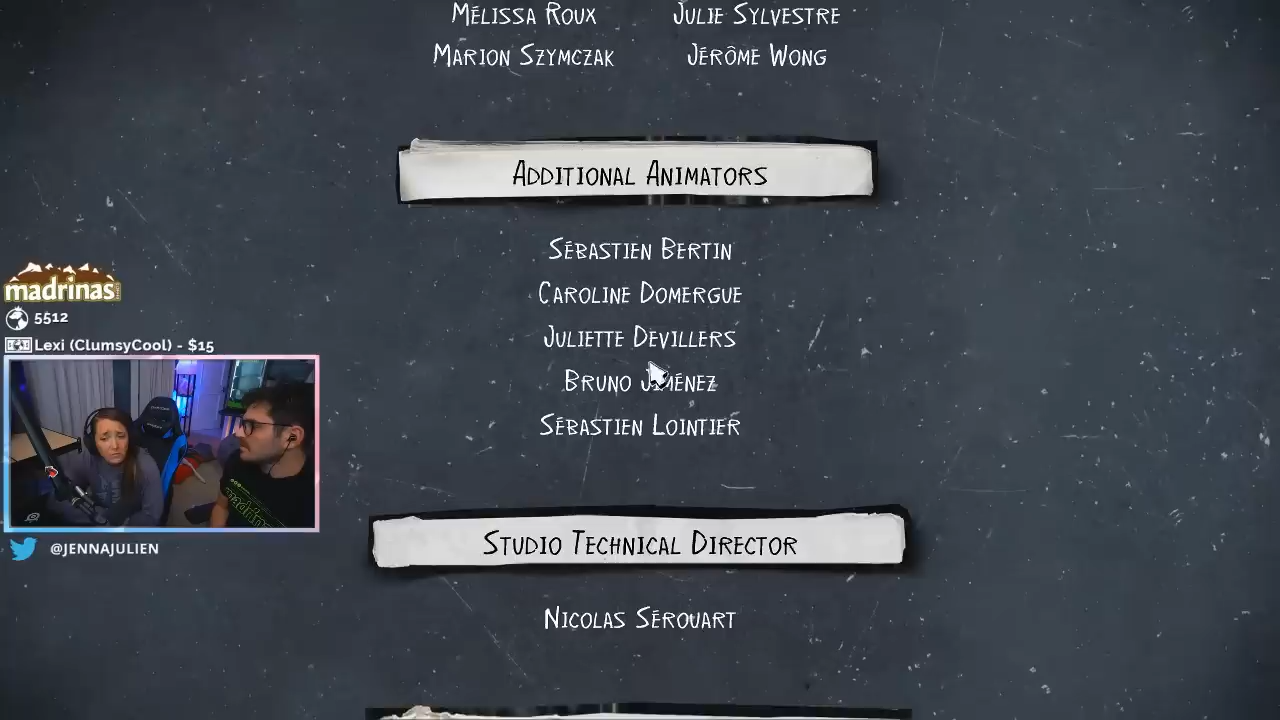 Mélissa Roux Julie Sylvestre
Marion Szymczak Jérôme Wong
Additional Animators
Sébastien Bertin
Caroline Domergue
Juliette Devillers
Bruno Jiménez
Sébastien Lointier
madrinas
5512
Lexi (ClumsyCool) - $15
@JENNAJULIEN
Studio Technical Director
Nicolas Sérouart